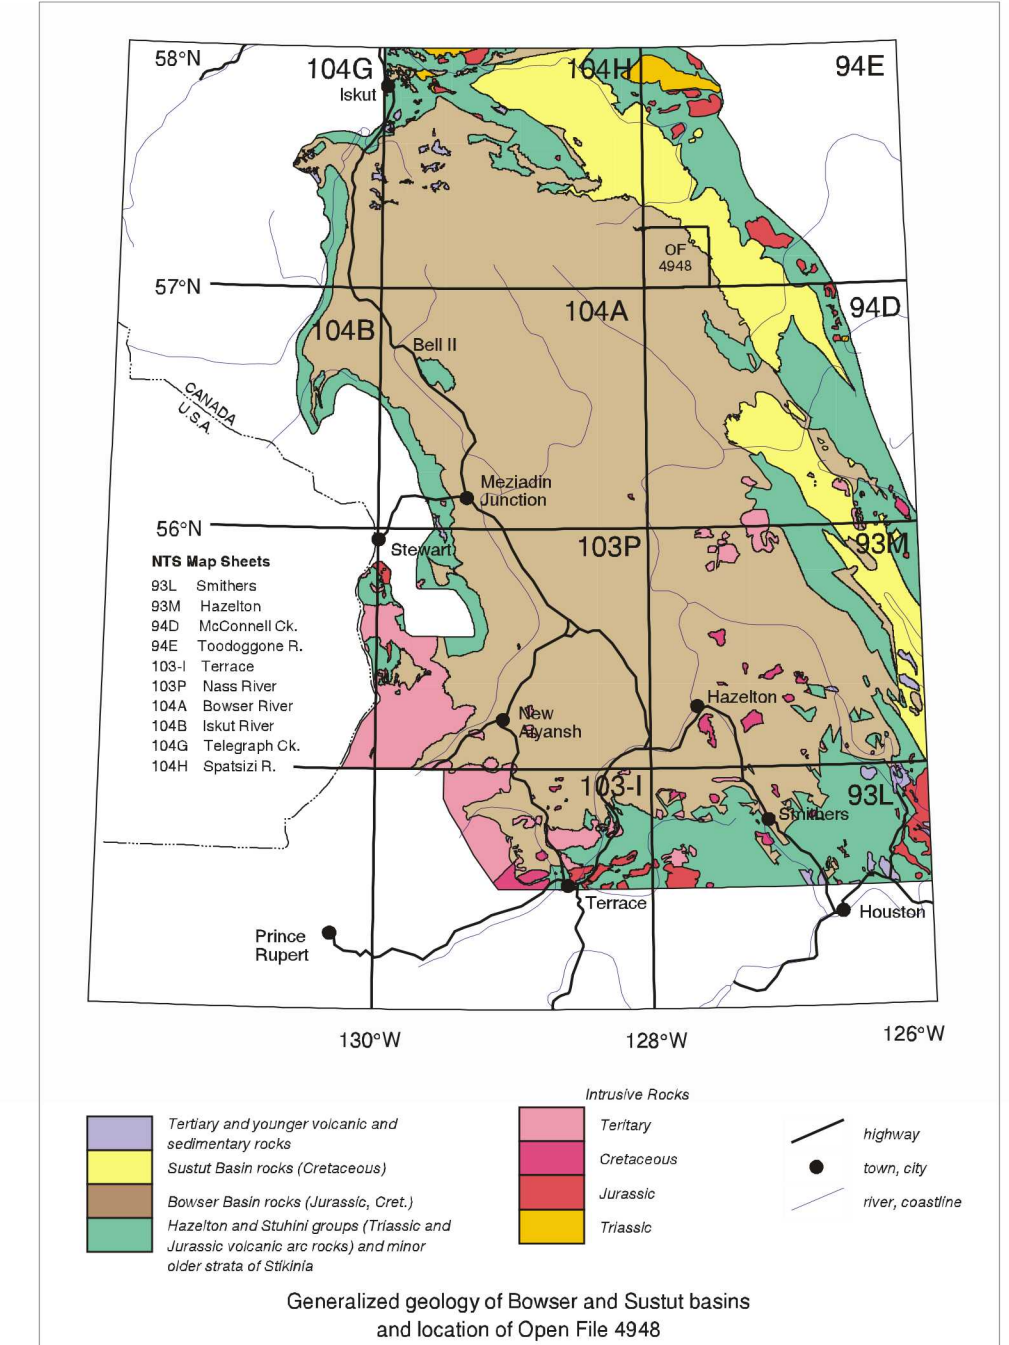 58°N
104G
104H
94E
Iskut
OF
4948
57°N
104A
94D
104B
Bell II
CANADA
U.S.A.
Meziadin
Junction
56°N
Stewart
103P
93M
NTS Map Sheets
93L Smithers
93M Hazelton
94D McConnell Ck.
94E Toodoggone R.
103-I Terrace
103P Nass River
104A Bowser River
104B Iskut River
104G Telegraph Ck.
104H Spatsizi R.
Hazelton
New
Aiyansh
103-I
93L
Smithers
Terrace
Houston
Prince
Rupert
130°W
128°W
126°W
Tertiary and younger volcanic and
sedimentary rocks
Sustut Basin rocks (Cretaceous)
Bowser Basin rocks (Jurassic, Cret.)
Hazelton and Stuhini groups (Triassic and
Jurassic volcanic arc rocks) and minor
older strata of Stikinia
Intrusive Rocks
Teritary
Cretaceous
Jurassic
Triassic
highway
town, city
river, coastline
Generalized geology of Bowser and Sustut basins
and location of Open File 4948